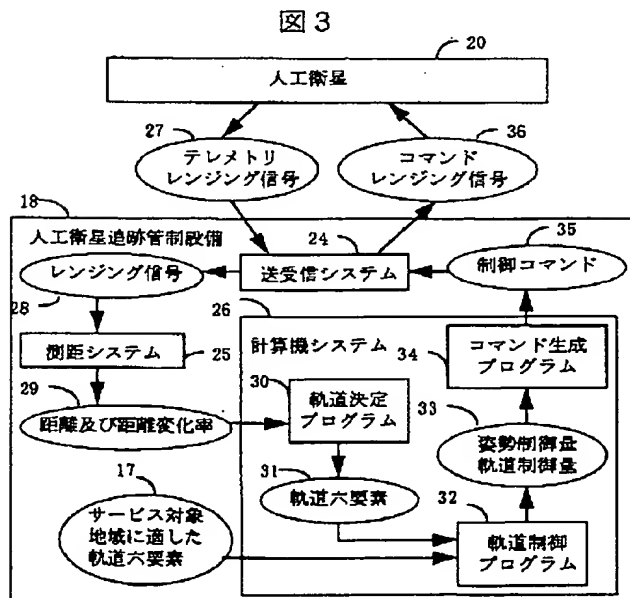 図3
20
人工衛星
27
テレメトリ
レンジング信号
36
コマンド
レンジング信号
18
人工衛星追跡管制設備
24
35
レンジング信号
送受信システム
制御コマンド
28
26
測距システム
25
計算機システム
34
コマンド生成
プログラム
29
距離及び距離変化率
30
軌道決定
プログラム
33
姿勢制御量
軌道制御量
31
軌道六要素
17
サービス対象
地域に適した
軌道六要素
32
軌道制御
プログラム